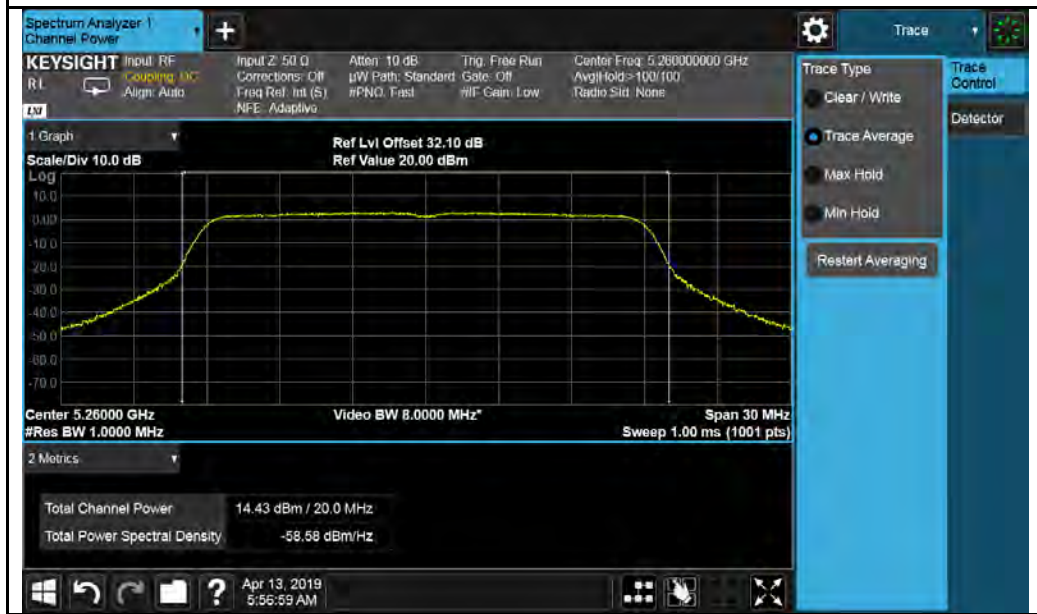 Spectrum Analyzer 1
Channel Power
+
Trace
KEYSIGHT
RL
LXI
Input: RF
Coupling: DC
Align: Auto
Input Z: 50 Ω
Corrections: Off
Freq Ref: Int (S)
NFE: Adaptive
Atten: 10 dB
µW Path: Standard
#PNO: Fast
Trig: Free Run
Gate: Off
#IF Gain: Low
Center Freq: 5.260000000 GHz
Avg|Hold:>100/100
Radio Std: None
Trace Type
Clear / Write
Trace Average
Max Hold
Min Hold
Restart Averaging
Trace
Control
Detector
1 Graph
Scale/Div 10.0 dB
Ref Lvl Offset 32.10 dB
Ref Value 20.00 dBm
Log
10.0
0.00
-10.0
-20.0
-30.0
-40.0
-50.0
-60.0
-70.0
Center 5.26000 GHz
#Res BW 1.0000 MHz
Video BW 8.0000 MHz*
Span 30 MHz
Sweep 1.00 ms (1001 pts)
2 Metrics
Total Channel Power 14.43 dBm / 20.0 MHz
Total Power Spectral Density -58.58 dBm/Hz
?
Apr 13, 2019
5:56:59 AM